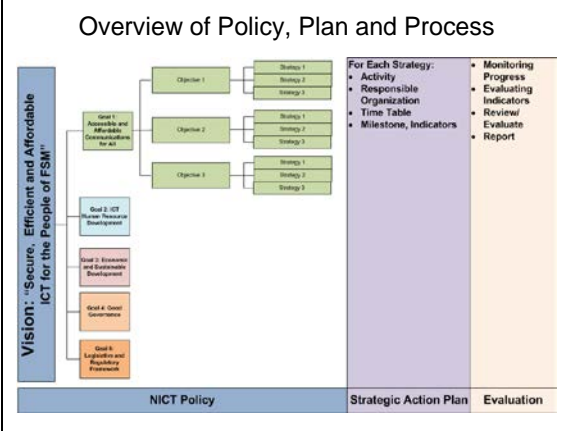 Overview of Policy, Plan and Process
Vision: "Secure, Efficient and Affordable
ICT for the People of FSM"
Goal 1:
Accessible and
Affordable
Communications
for All
Objective 1
Strategy 1
Strategy 2
Strategy 3
Objective 2
Strategy 1
Strategy 2
Strategy 3
Objective 3
Strategy 1
Strategy 2
Strategy 3
Goal 2: ICT
Human Resource
Development
Goal 3: Economic
and Sustainable
Development
Goal 4: Good
Governance
Goal 5:
Legislative and
Regulatory
Framework
For Each Strategy:
• Activity
• Responsible
Organization
• Time Table
• Milestone, Indicators
• Monitoring
Progress
• Evaluating
Indicators
• Review/
Evaluate
• Report
NICT Policy
Strategic Action Plan
Evaluation